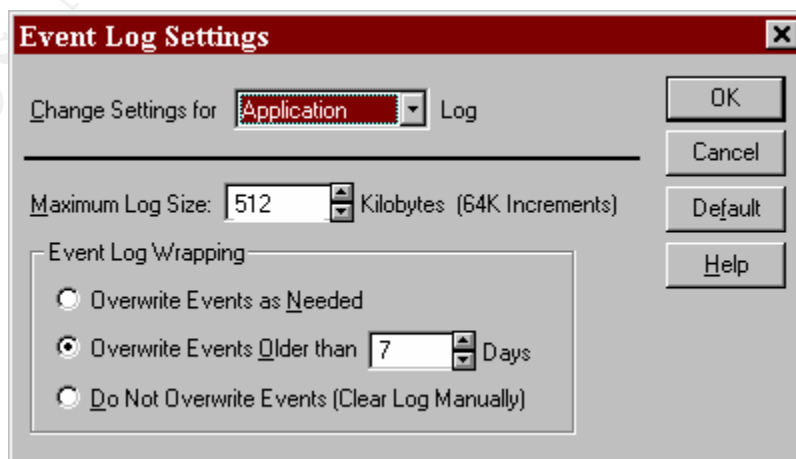 Event Log Settings
Change Settings for Application Log
OK
Cancel
Maximum Log Size: 512 Kilobytes (64K Increments)
Default
Event Log Wrapping
Help
Overwrite Events as Needed
Overwrite Events Older than 7 Days
Do Not Overwrite Events (Clear Log Manually)